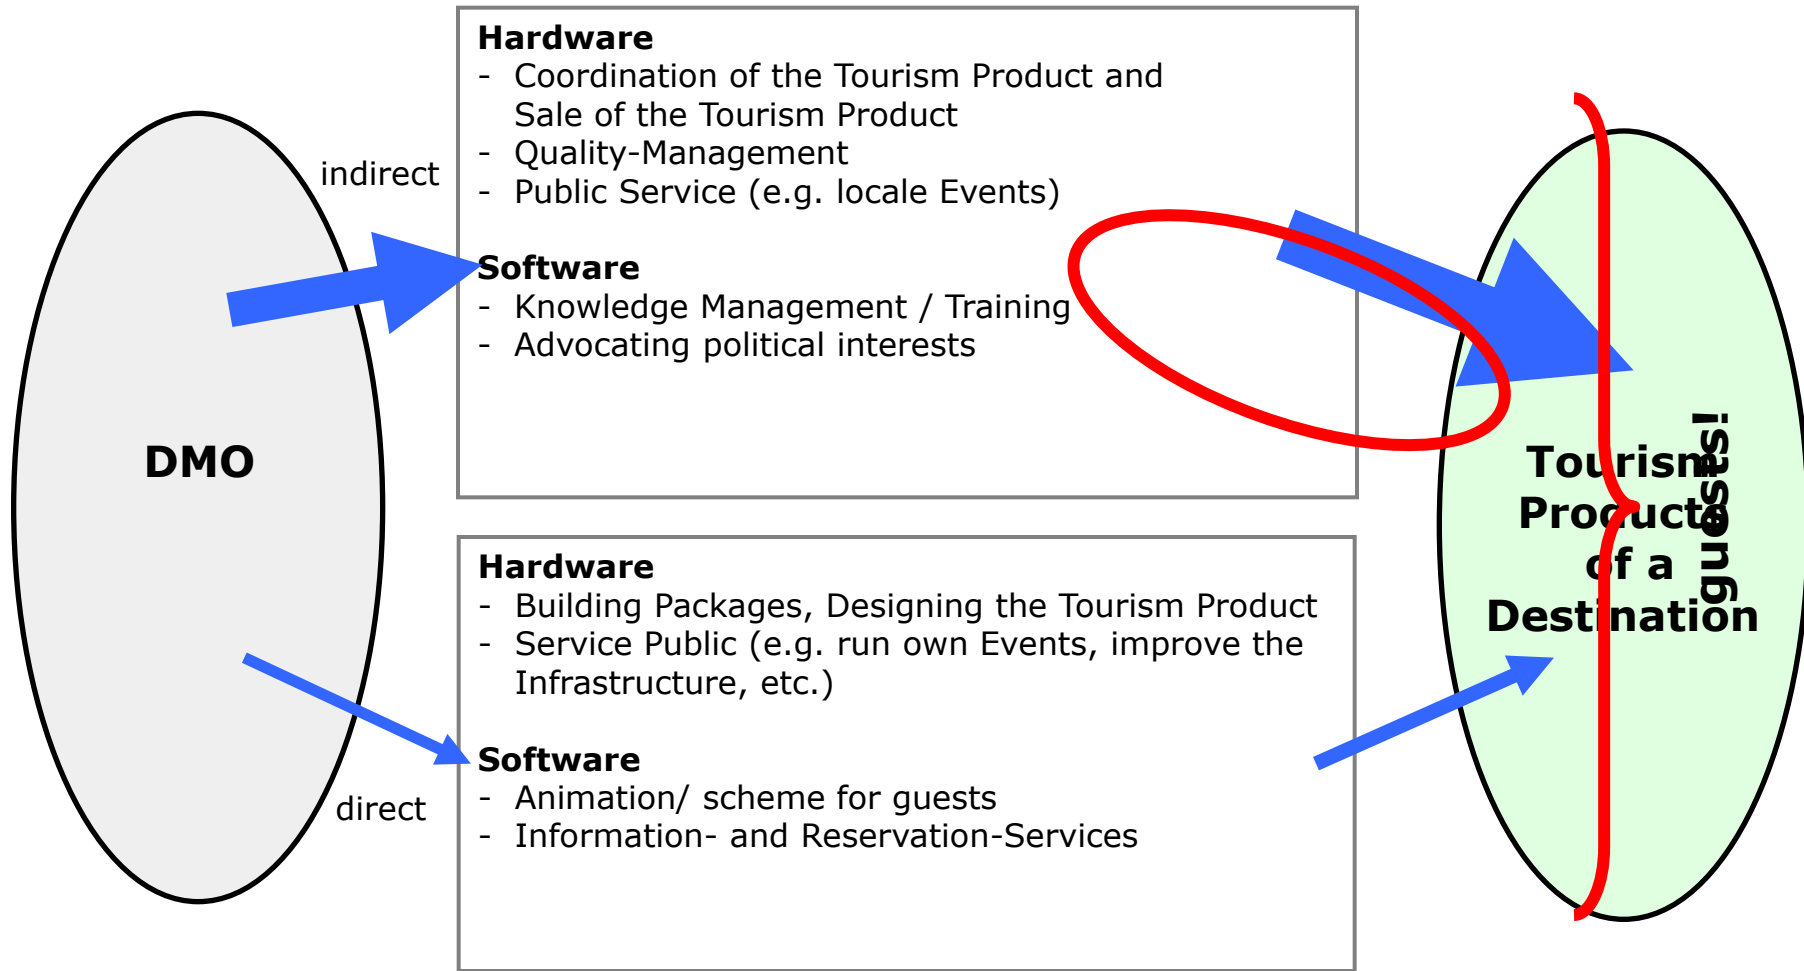 DMO
indirect
Hardware
- Coordination of the Tourism Product and
Sale of the Tourism Product
- Quality-Management
- Public Service (e.g. locale Events)
Software
- Knowledge Management / Training
- Advocating political interests
direct
Hardware
- Building Packages, Designing the Tourism Product
- Service Public (e.g. run own Events, improve the
Infrastructure, etc.)
Software
- Animation/ scheme for guests
- Information- and Reservation-Services
Tourism
Products
of a
Destination
guests!